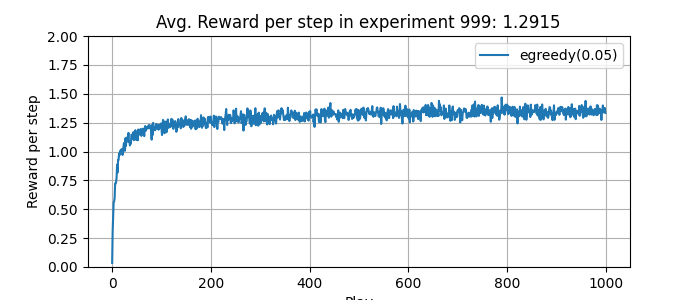 Avg. Reward per step in experiment 999: 1.2915
egreedy(0.05)
Reward per step
2.00
1.75
1.50
1.25
1.00
0.75
0.50
0.25
0.00
0 200 400 600 800 1000
Play